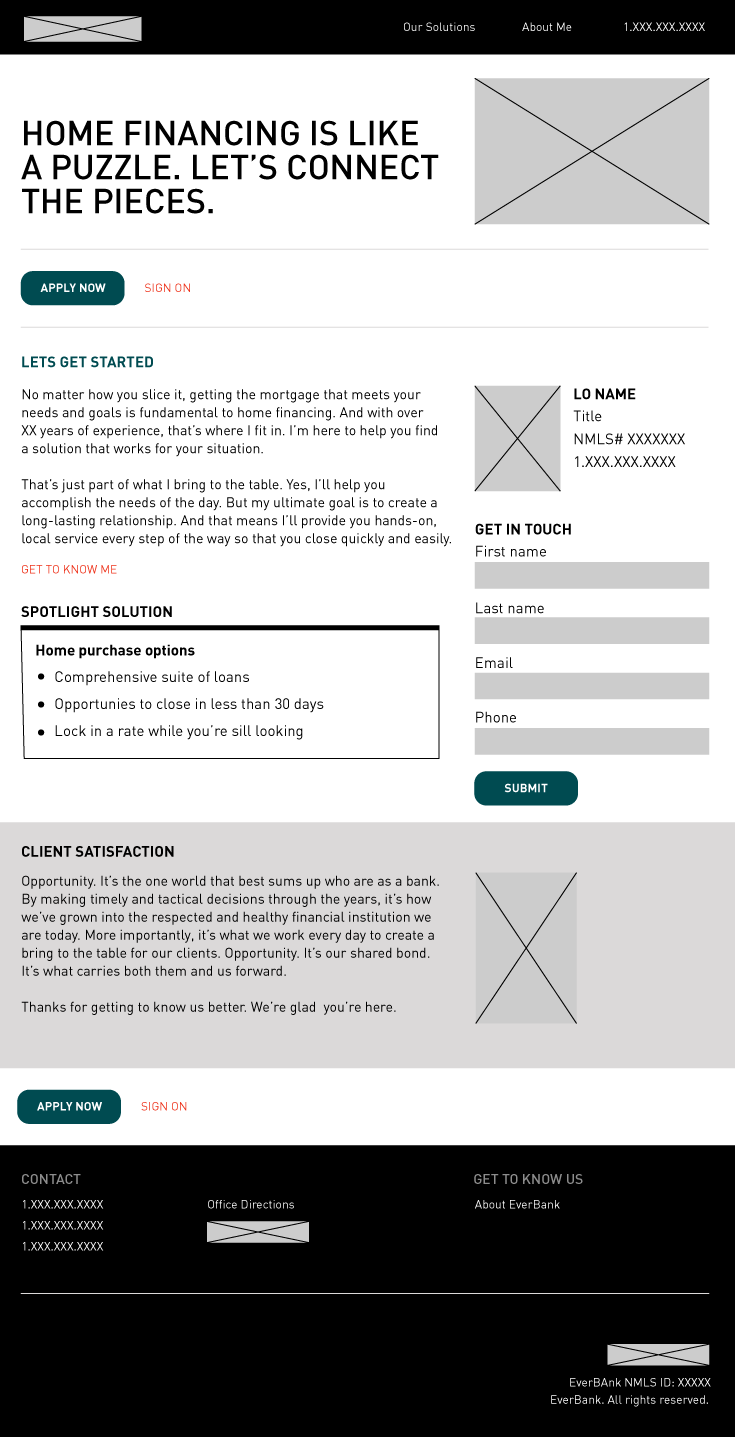 Our Solutions
About Me
1.XXX.XXX.XXXX
HOME FINANCING IS LIKE
A PUZZLE. LET'S CONNECT
THE PIECES.
APPLY NOW
SIGN ON
LETS GET STARTED
No matter how you slice it, getting the mortgage that meets your
needs and goals is fundamental to home financing. And with over
XX years of experience, that's where I fit in. I'm here to help you find
a solution that works for your situation.
That's just part of what I bring to the table. Yes, I'll help you
accomplish the needs of the day. But my ultimate goal is to create a
long-lasting relationship. And that means I'll provide you hands-on,
local service every step of the way so that you close quickly and easily.
GET TO KNOW ME
SPOTLIGHT SOLUTION
Home purchase options
• Comprehensive suite of loans
• Opportunies to close in less than 30 days
• Lock in a rate while you're sill looking
LO NAME
Title
NMLS# XXXXXXX
1.XXX.XXX.XXXX
GET IN TOUCH
First name
Last name
Email
Phone
SUBMIT
CLIENT SATISFACTION
Opportunity. It's the one world that best sums up who are as a bank.
By making timely and tactical decisions through the years, it's how
we've grown into the respected and healthy financial institution we
are today. More importantly, it's what we work every day to create a
bring to the table for our clients. Opportunity. It's our shared bond.
It's what carries both them and us forward.
Thanks for getting to know us better. We're glad  you're here.
APPLY NOW
SIGN ON
CONTACT
1.XXX.XXX.XXXX
1.XXX.XXX.XXXX
1.XXX.XXX.XXXX
Office Directions
GET TO KNOW US
About EverBank
EverBAnk NMLS ID: XXXXX
EverBank. All rights reserved.